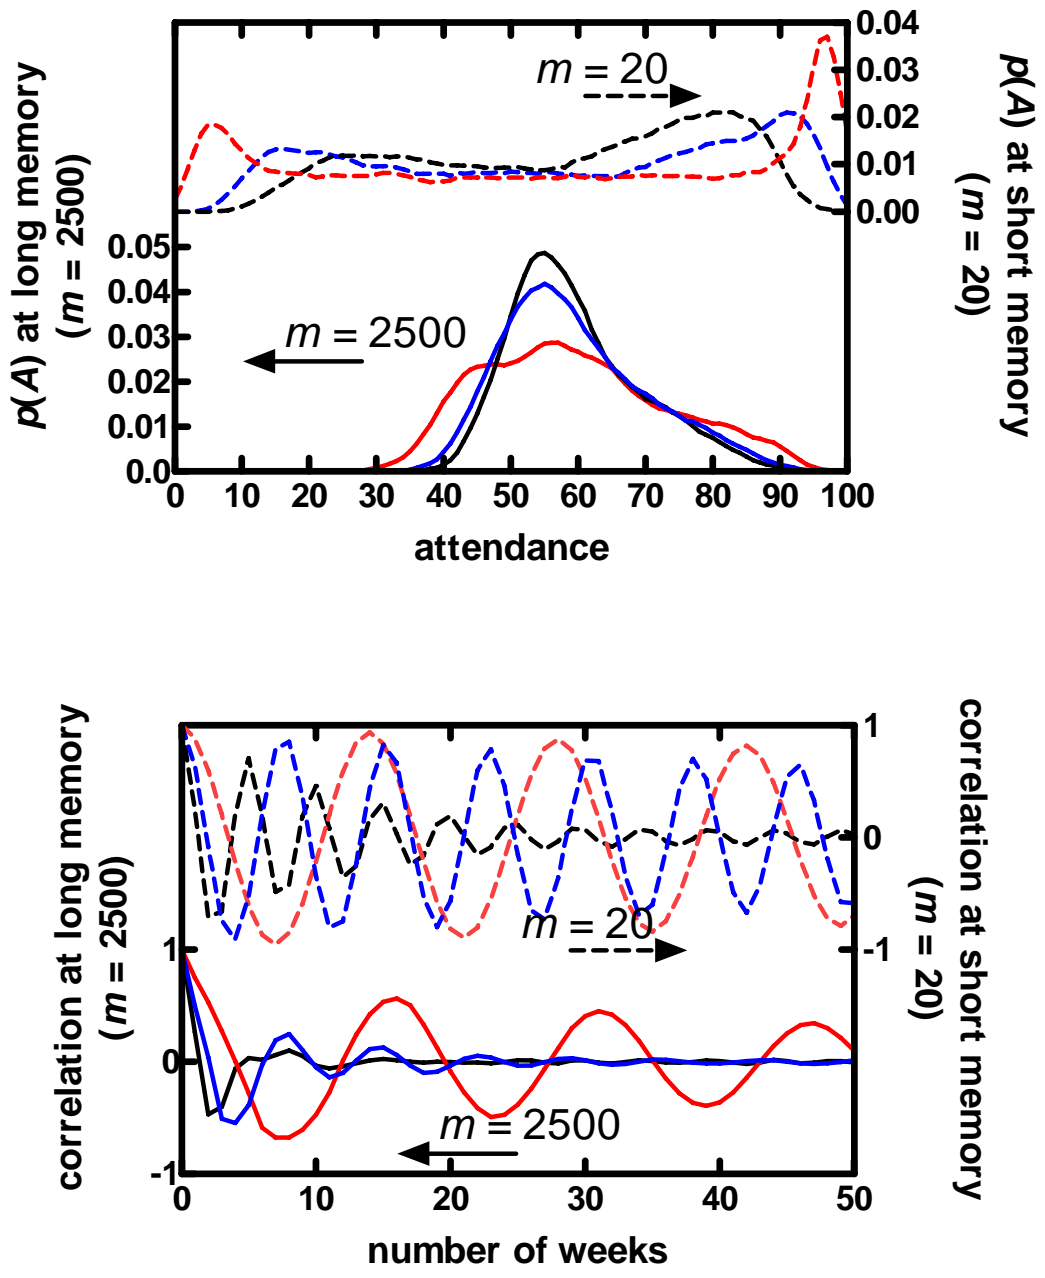 p(A) at long memory
(m = 2500)
0.05
0.04
0.03
0.02
0.01
0.0
m = 20
m = 2500
0.04
0.03
0.02
0.01
0.00
p(A) at short memory
(m = 20)
0 10 20 30 40 50 60 70 80 90 100
attendance
correlation at long memory
(m = 2500)
1
0
-1
m = 20
m = 2500
1
0
-1
correlation at short memory
(m = 20)
0 10 20 30 40 50
number of weeks